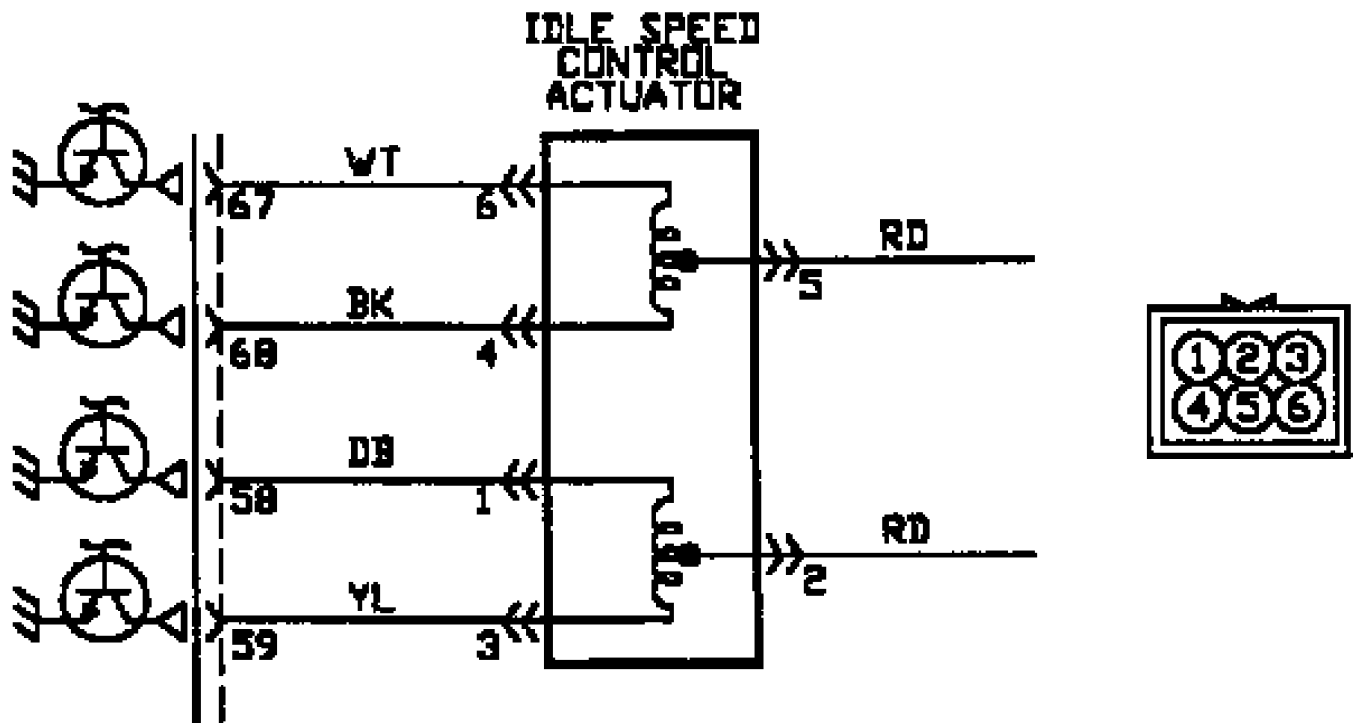 IDLE SPEED
CONTROL
ACTUATOR
WT
67 6
RD
5
BK
68 4
1 2 3
4 5 6
DB
58 1
RD
2
YL
59 3